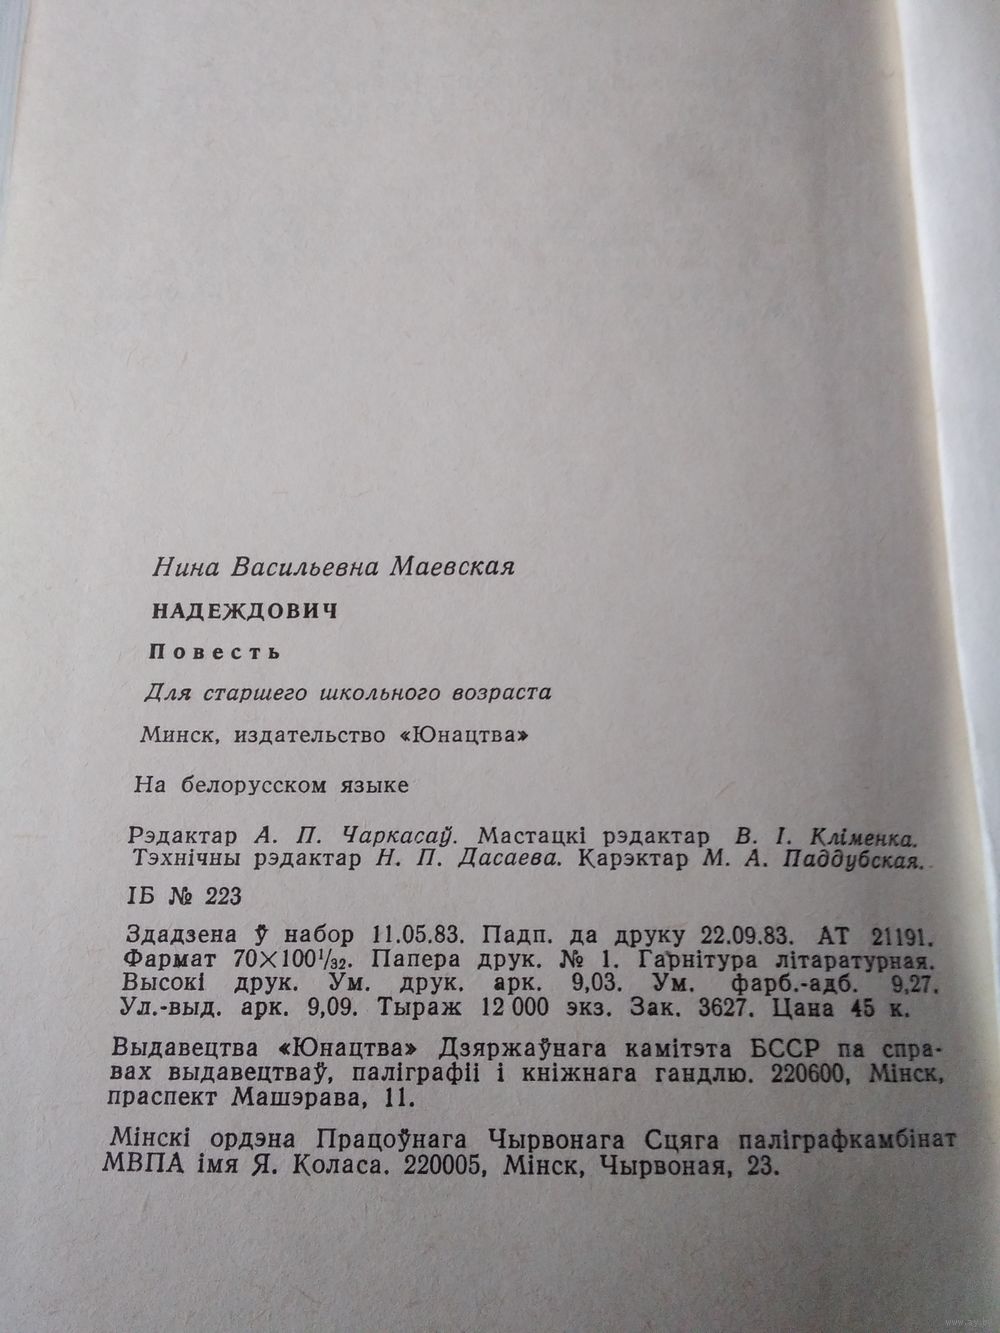 Нина Васильевна Маевская
НАДЕЖДОВИЧ
Повесть
Для старшего школьного возраста
Минск, издательство «Юнацтва»
На белорусском языке
Рэдактар А. П. Чаркасаў. Мастацкі рэдактар В. І. Кліменка.
Тэхнічны рэдактар Н. П. Дасаева. Карэктар М. А. Паддубская.
ІБ № 223
Здадзена ў набор 11.05.83. Падп. да друку 22.09.83. АТ 21191.
Фармат 70×100¹/₃₂. Папера друк. № 1. Гарнітура літаратурная.
Высокі друк. Ум. друк. арк. 9,03. Ум. фарб.-адб. 9,27.
Ул.-выд. арк. 9,09. Тыраж 12 000 экз. Зак. 3627. Цана 45 к.
Выдавецтва «Юнацтва» Дзяржаўнага камітэта БССР па спра-
вах выдавецтваў, паліграфіі і кніжнага гандлю. 220600, Мінск,
праспект Машэрава, 11.
Мінскі ордэна Працоўнага Чырвонага Сцяга паліграфкамбінат
МВПА імя Я. Коласа. 220005, Мінск, Чырвоная, 23.
www.ay.by